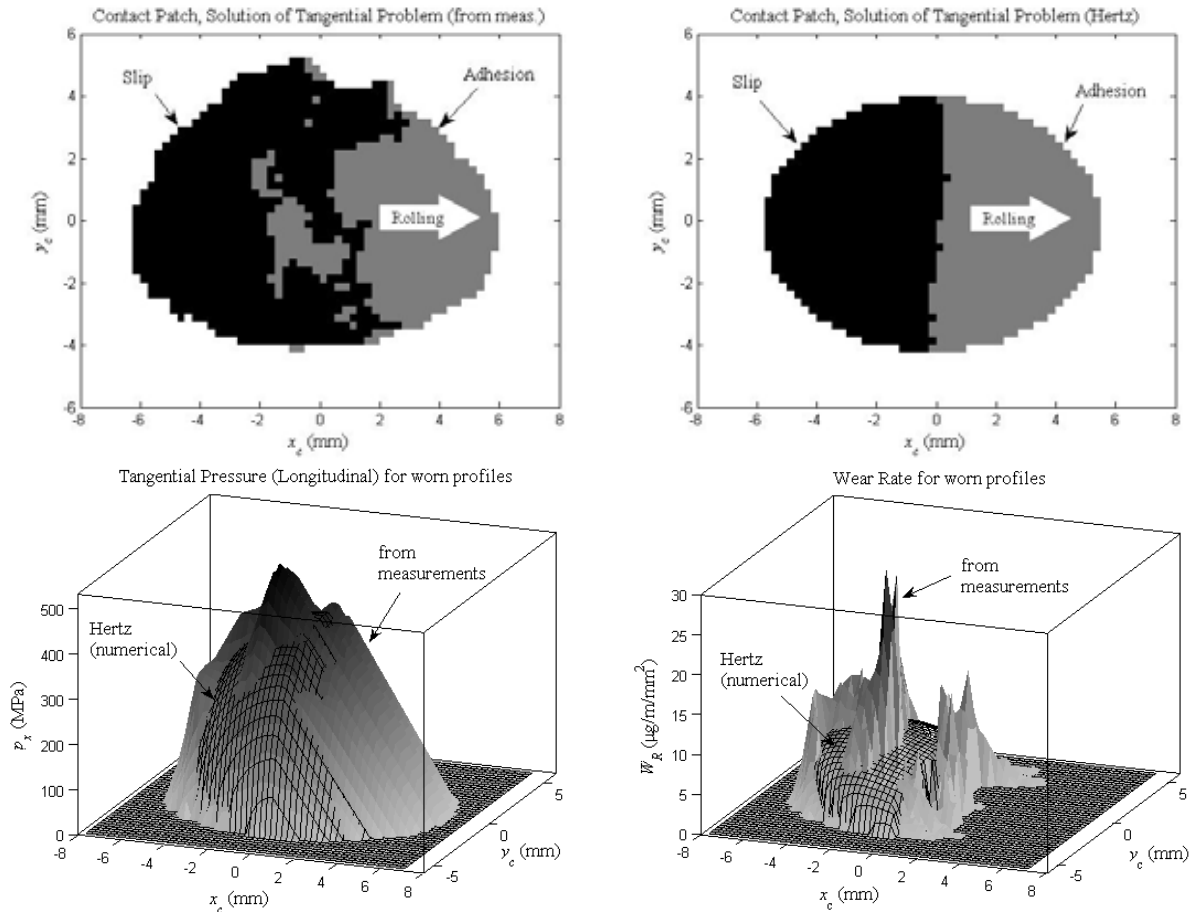 Contact Patch, Solution of Tangential Problem (from meas.)
6
4
2
0
-2
-4
-6
y_c (mm)
Slip
Adhesion
Rolling
-8 -6 -4 -2 0 2 4 6 8
x_c (mm)
Contact Patch, Solution of Tangential Problem (Hertz)
6
4
2
0
-2
-4
-6
y_c (mm)
Slip
Adhesion
Rolling
-8 -6 -4 -2 0 2 4 6 8
x_c (mm)
Tangential Pressure (Longitudinal) for worn profiles
from
measurements
Hertz
(numerical)
500
400
300
200
100
0
p_x (MPa)
-8 -6 -4 -2 0 2 4 6 8
x_c (mm)
-5 0 5
y_c (mm)
Wear Rate for worn profiles
from
measurements
Hertz
(numerical)
30
25
20
15
10
5
0
W_R (µg/m/mm²)
-8 -6 -4 -2 0 2 4 6 8
x_c (mm)
-5 0 5
y_c (mm)